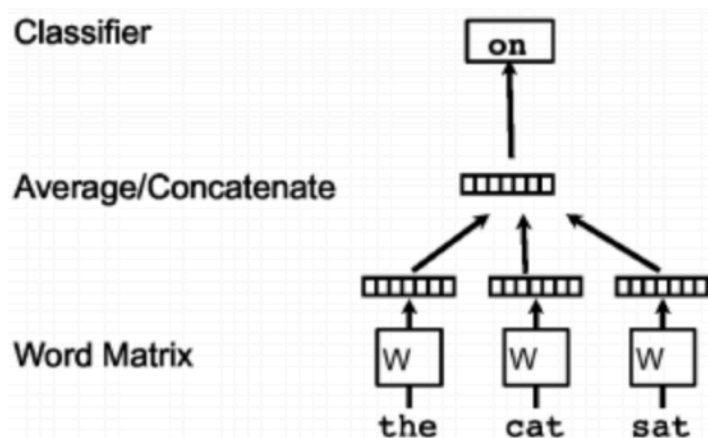 Classifier
on
Average/Concatenate
Word Matrix
W W W
the cat sat